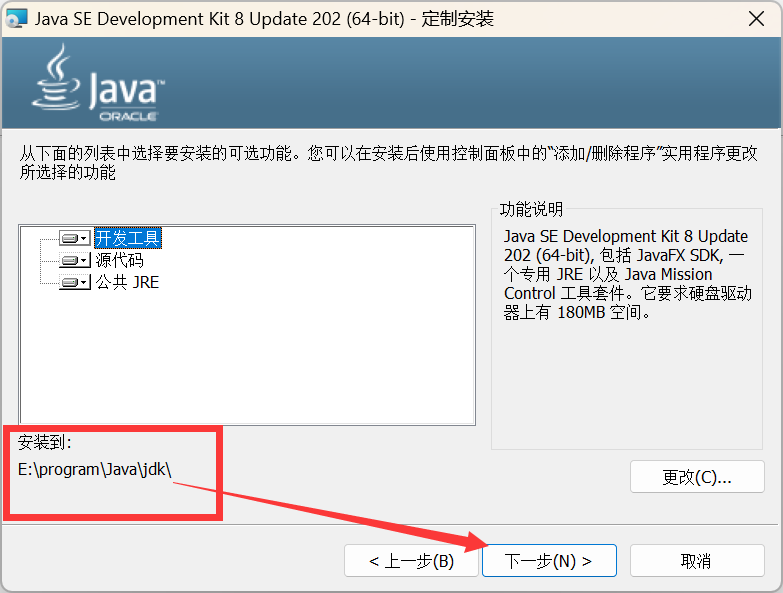 Java SE Development Kit 8 Update 202 (64-bit) - 定制安装
Java™
ORACLE
从下面的列表中选择要安装的可选功能。您可以在安装后使用控制面板中的“添加/删除程序”实用程序更改
所选择的功能
开发工具
源代码
公共 JRE
功能说明
Java SE Development Kit 8 Update
202 (64-bit), 包括 JavaFX SDK, 一
个专用 JRE 以及 Java Mission
Control 工具套件。它要求硬盘驱动
器上有 180MB 空间。
安装到:
E:\program\Java\jdk\
更改(C)...
< 上一步(B)
下一步(N) >
取消